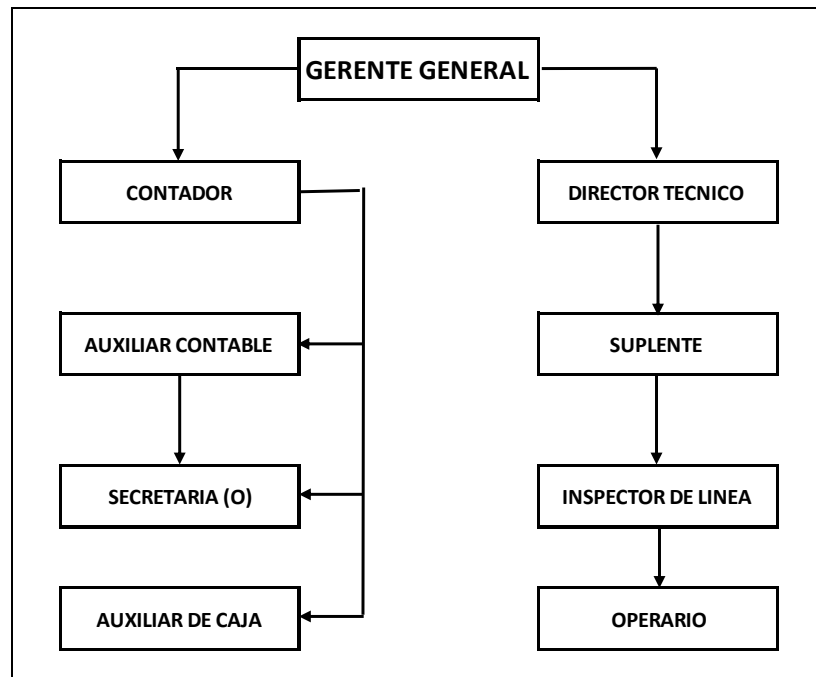 GERENTE GENERAL
CONTADOR
DIRECTOR TECNICO
AUXILIAR CONTABLE
SUPLENTE
SECRETARIA (O)
INSPECTOR DE LINEA
AUXILIAR DE CAJA
OPERARIO